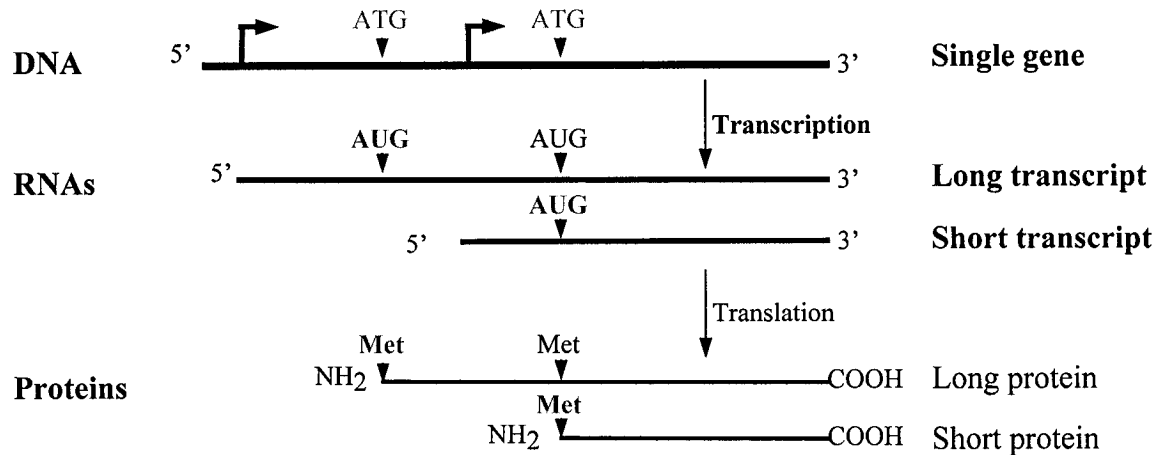 ATG ATG
DNA 5’ 3’ Single gene
Transcription
AUG AUG
RNAs 5’ 3’ Long transcript
AUG
5’ 3’ Short transcript
Translation
Met Met
Proteins NH2 COOH Long protein
Met
NH2 COOH Short protein